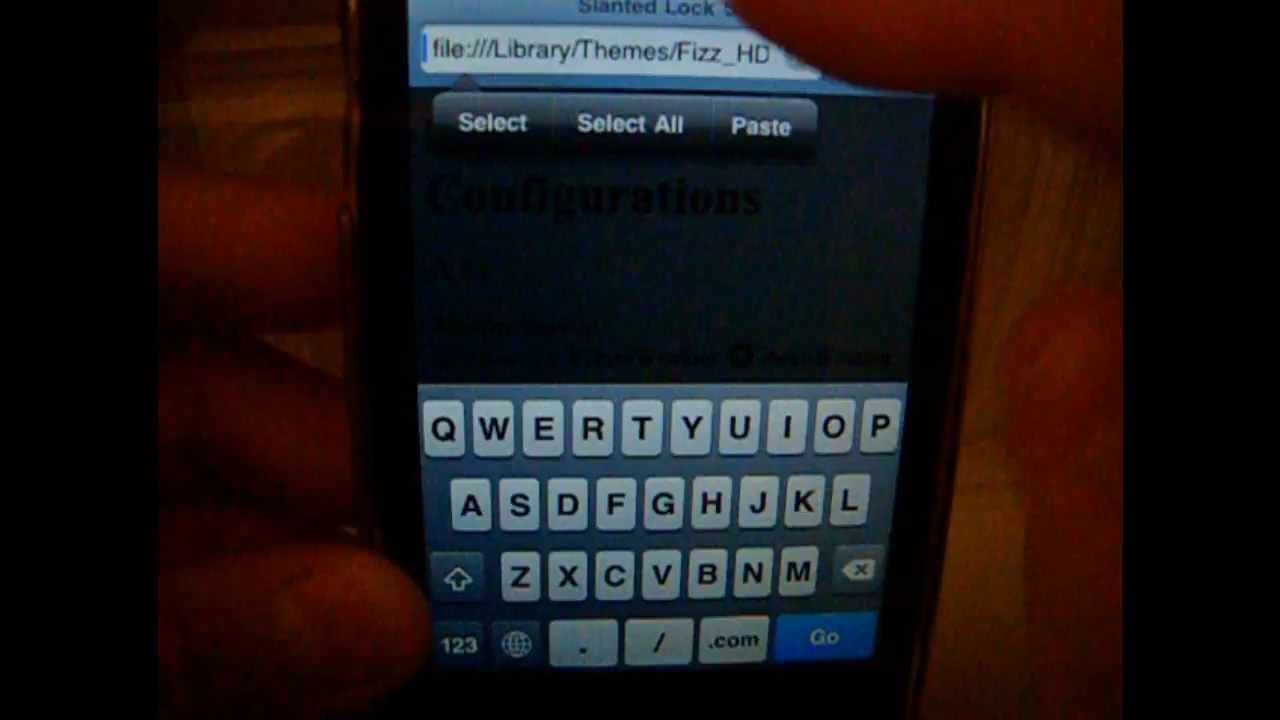 Slanted Lock
file:///Library/Themes/Fizz_HD
Select Select All Paste
Configurations
Q W E R T Y U I O P
A S D F G H J K L
Z X C V B N M
123 . / .com Go